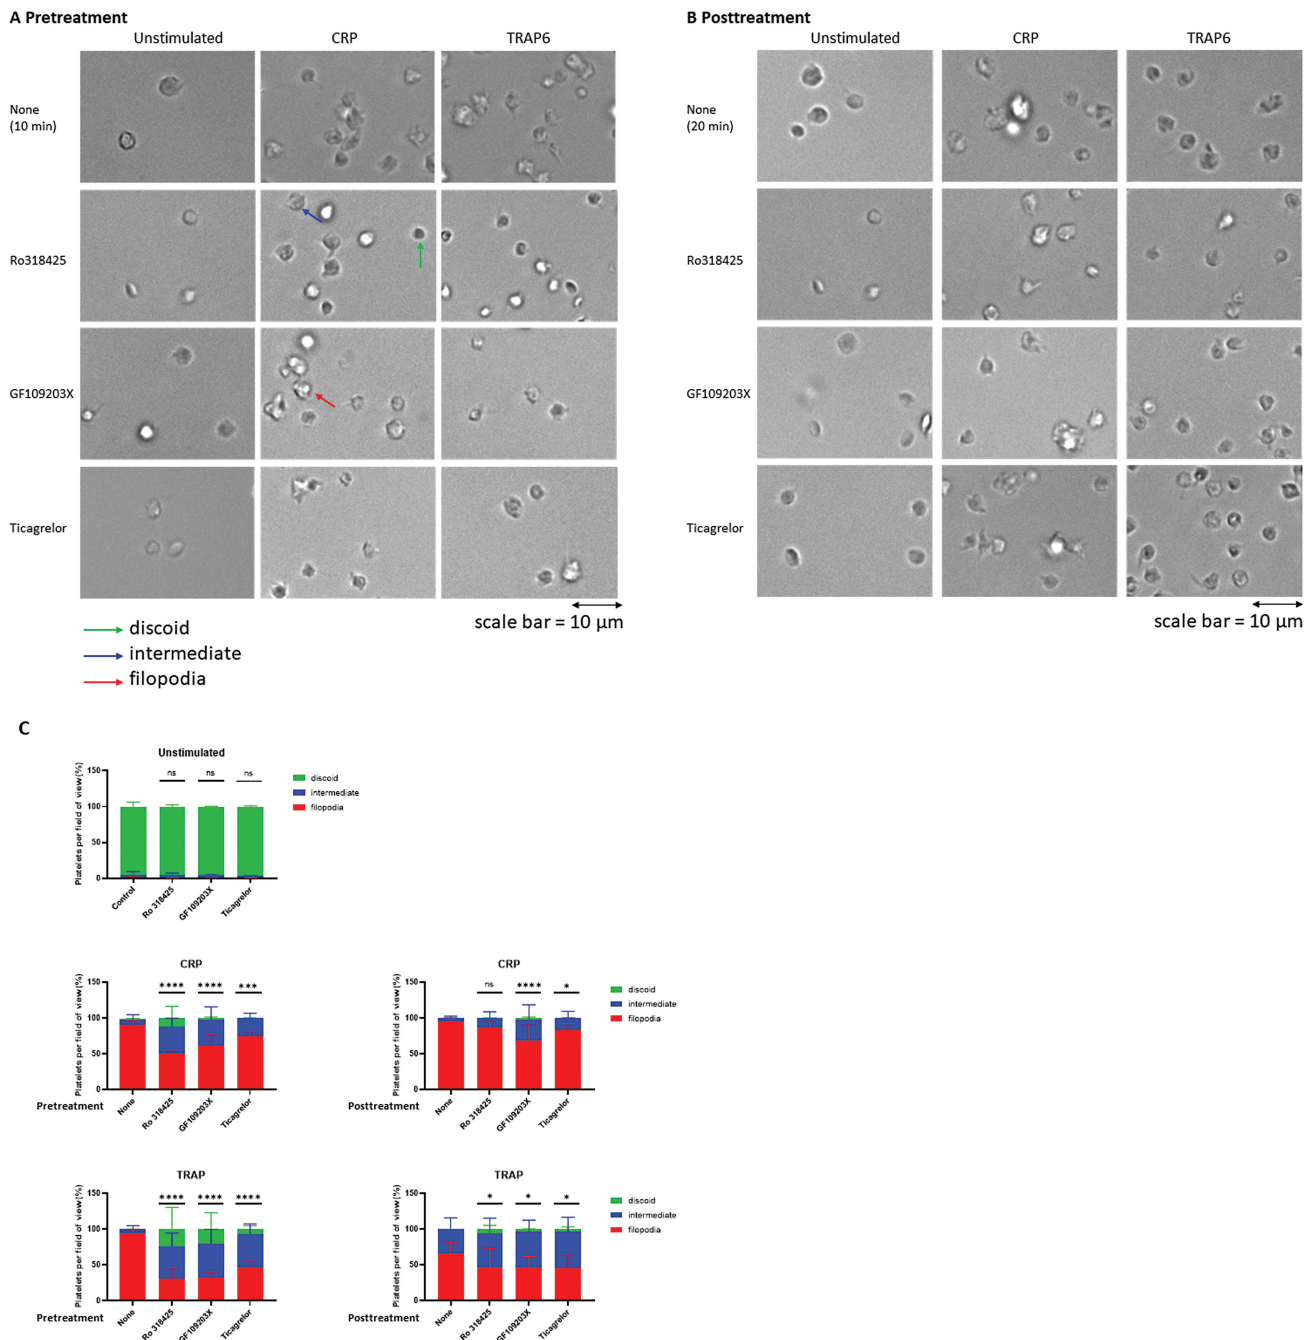 A Pretreatment
Unstimulated CRP TRAP6
None
(10 min)
Ro318425
GF109203X
Ticagrelor
scale bar = 10 µm
discoid
intermediate
filopodia
B Posttreatment
Unstimulated CRP TRAP6
None
(20 min)
Ro318425
GF109203X
Ticagrelor
scale bar = 10 µm
C
Unstimulated
Platelets per field of view (%)
150
100
50
0
ns ns ns
Control Ro 318425 GF109203X Ticagrelor
discoid
intermediate
filopodia
CRP
Platelets per field of view (%)
150
100
50
0
**** **** ***
Pretreatment None Ro 318425 GF109203X Ticagrelor
CRP
Platelets per field of view (%)
150
100
50
0
ns **** *
Posttreatment None Ro 318425 GF109203X Ticagrelor
discoid
intermediate
filopodia
TRAP
Platelets per field of view (%)
150
100
50
0
**** **** ****
Pretreatment None Ro 318425 GF109203X Ticagrelor
TRAP
Platelets per field of view (%)
150
100
50
0
* * *
Posttreatment None Ro 318425 GF109203X Ticagrelor
discoid
intermediate
filopodia